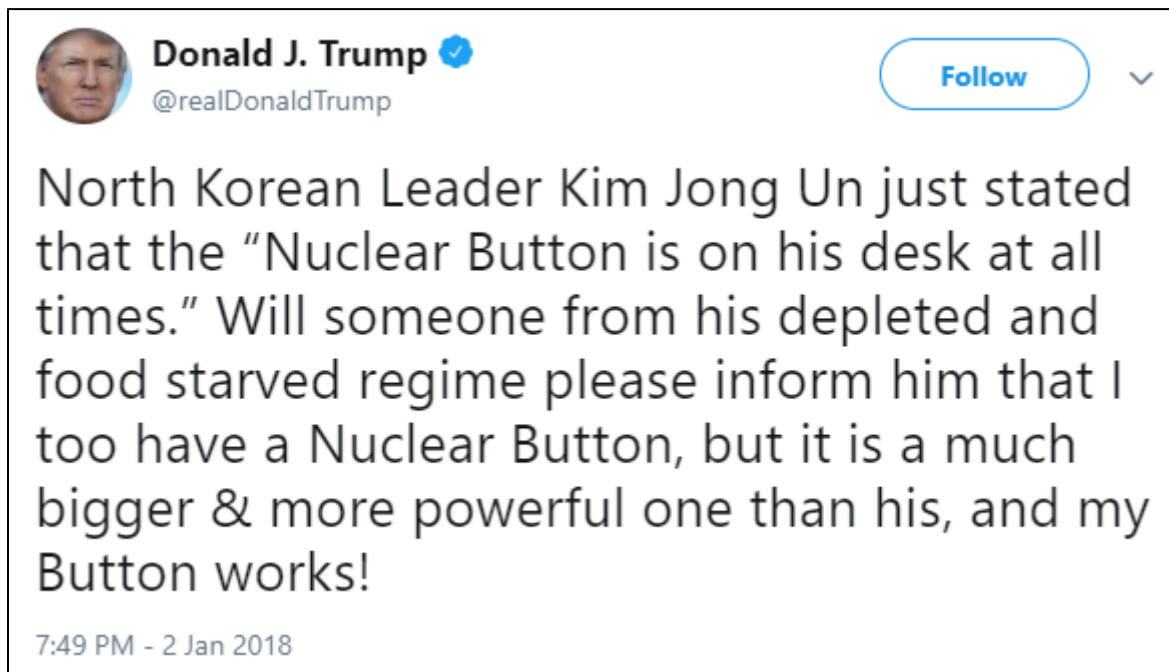 Donald J. Trump
@realDonaldTrump
Follow
North Korean Leader Kim Jong Un just stated
that the “Nuclear Button is on his desk at all
times.” Will someone from his depleted and
food starved regime please inform him that I
too have a Nuclear Button, but it is a much
bigger & more powerful one than his, and my
Button works!
7:49 PM - 2 Jan 2018